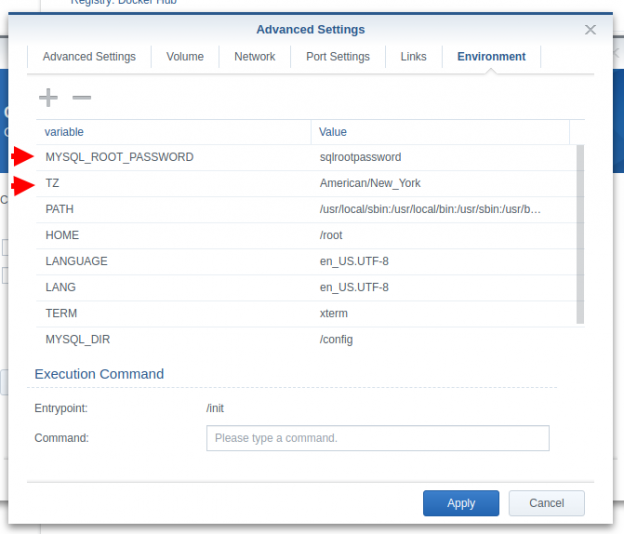 Registry: Docker Hub
Advanced Settings
Advanced Settings Volume Network Port Settings Links Environment
variable Value
MYSQL_ROOT_PASSWORD sqlrootpassword
TZ American/New_York
PATH /usr/local/sbin:/usr/local/bin:/usr/sbin:/usr/b...
HOME /root
LANGUAGE en_US.UTF-8
LANG en_US.UTF-8
TERM xterm
MYSQL_DIR /config
Execution Command
Entrypoint: /init
Command: Please type a command.
Apply Cancel